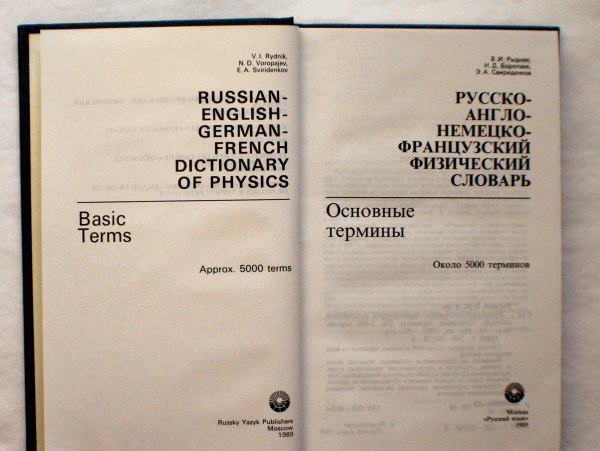 V. I. Rydnik,
N. D. Voropajev,
E. A. Sviridenkov
RUSSIAN-
ENGLISH-
GERMAN-
FRENCH
DICTIONARY
OF PHYSICS
Basic
Terms
Approx. 5000 terms
Russky Yazyk Publishers
Moscow
1989
В. И. Рыдник,
Н. Д. Воропаев,
Э. А. Свириденков
РУССКО-
АНГЛО-
НЕМЕЦКО-
ФРАНЦУЗСКИЙ
ФИЗИЧЕСКИЙ
СЛОВАРЬ
Основные
термины
Около 5000 терминов
Москва
«Русский язык»
1989